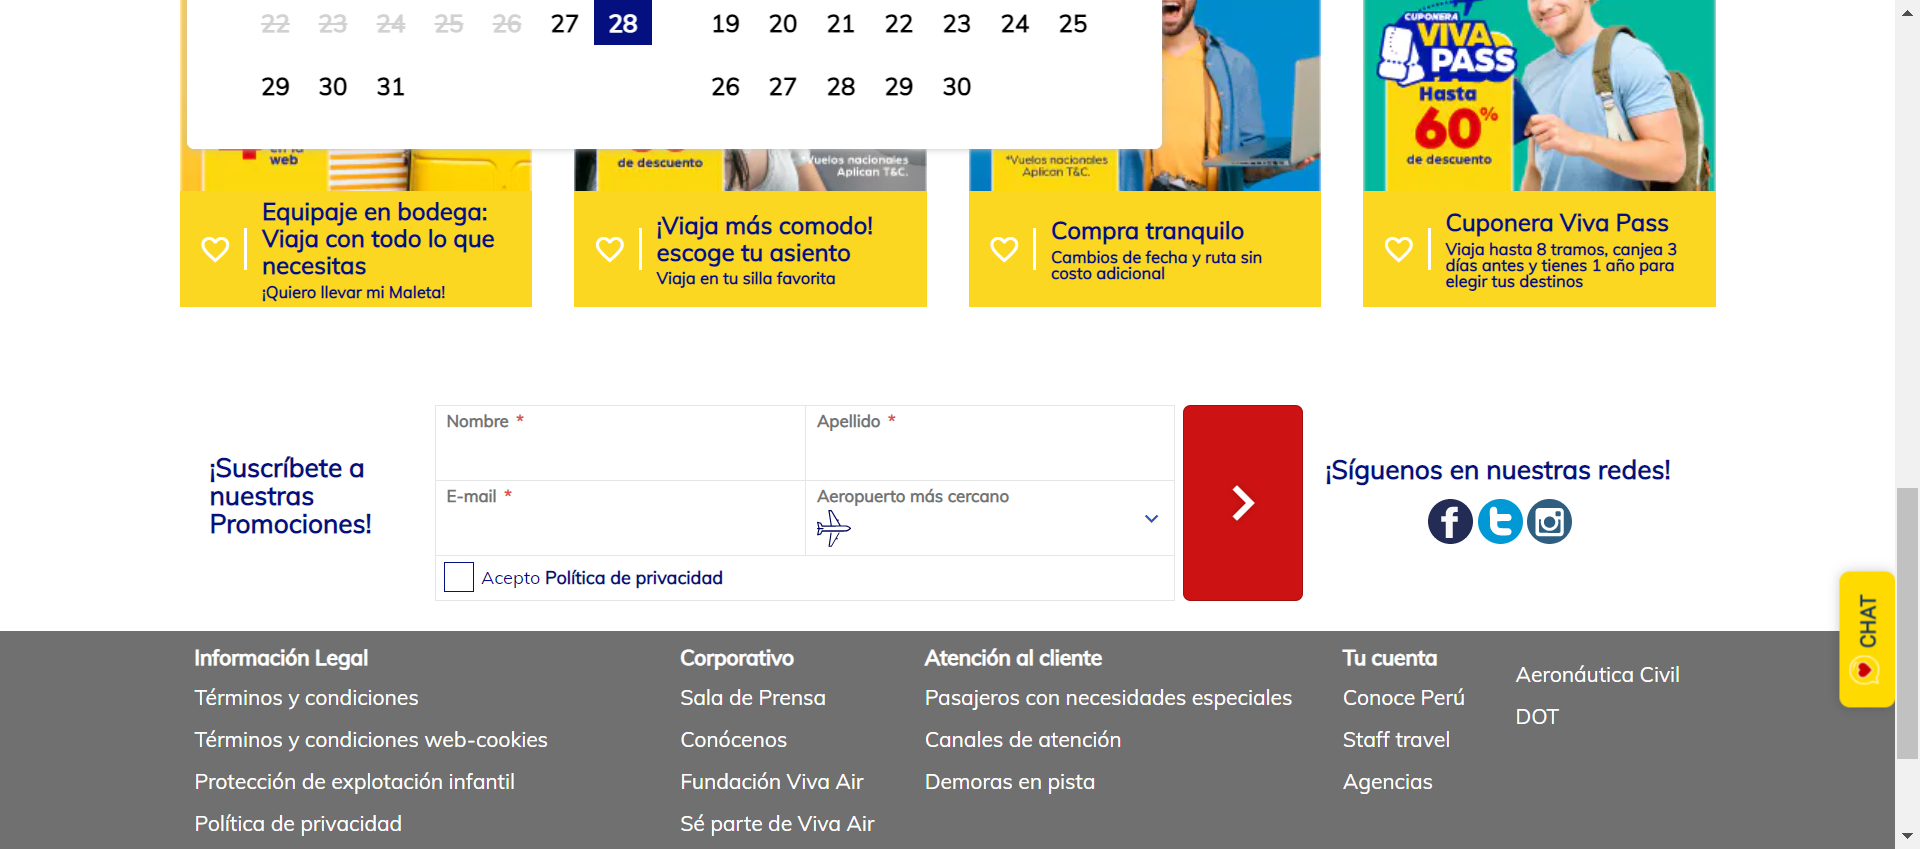 22 23 24 25 26 27 28
29 30 31
19 20 21 22 23 24 25
26 27 28 29 30
web
de descuento
*Vuelos nacionales
Aplican T&C.
*Vuelos nacionales
Aplican T&C.
CUPONERA
VIVA
PASS
Hasta
60%
de descuento
Equipaje en bodega:
Viaja con todo lo que
necesitas
¡Quiero llevar mi Maleta!
¡Viaja más comodo!
escoge tu asiento
Viaja en tu silla favorita
Compra tranquilo
Cambios de fecha y ruta sin
costo adicional
Cuponera Viva Pass
Viaja hasta 8 tramos, canjea 3
días antes y tienes 1 año para
elegir tus destinos
¡Suscríbete a
nuestras
Promociones!
Nombre *
Apellido *
E-mail *
Aeropuerto más cercano
Acepto Política de privacidad
¡Síguenos en nuestras redes!
CHAT
Información Legal
Términos y condiciones
Términos y condiciones web-cookies
Protección de explotación infantil
Política de privacidad
Corporativo
Sala de Prensa
Conócenos
Fundación Viva Air
Sé parte de Viva Air
Atención al cliente
Pasajeros con necesidades especiales
Canales de atención
Demoras en pista
Tu cuenta
Conoce Perú
Staff travel
Agencias
Aeronáutica Civil
DOT